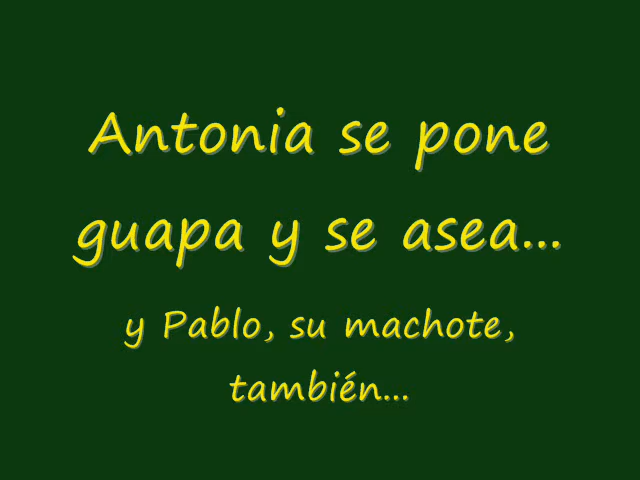 Antonia se pone
guapa y se asea...
y Pablo, su machote,
también...